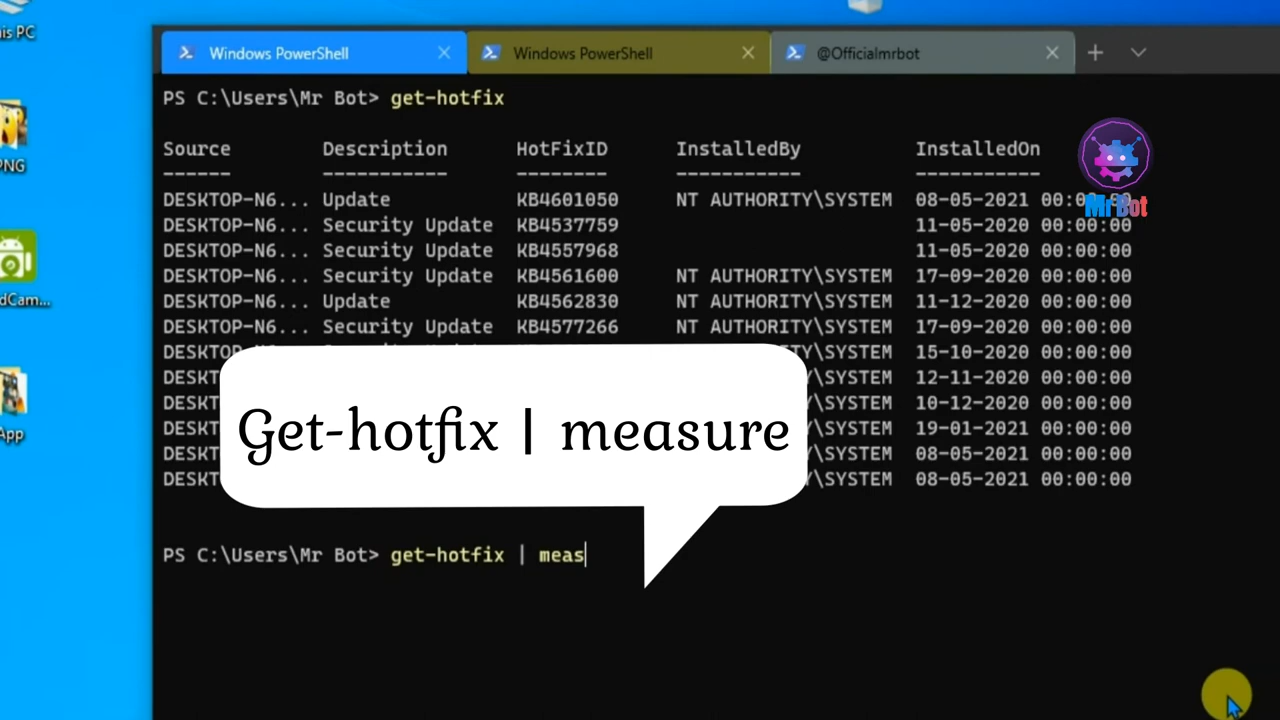 is PC
PNG
dCam...
App
Windows PowerShell Windows PowerShell @Officialmrbot
PS C:\Users\Mr Bot> get-hotfix
Source Description HotFixID InstalledBy InstalledOn
------ ----------- -------- ----------- -----------
DESKTOP-N6... Update KB4601050 NT AUTHORITY\SYSTEM 08-05-2021 00:00:00
Mr Bot
DESKTOP-N6... Security Update KB4537759 11-05-2020 00:00:00
DESKTOP-N6... Security Update KB4557968 11-05-2020 00:00:00
DESKTOP-N6... Security Update KB4561600 NT AUTHORITY\SYSTEM 17-09-2020 00:00:00
DESKTOP-N6... Update KB4562830 NT AUTHORITY\SYSTEM 11-12-2020 00:00:00
DESKTOP-N6... Security Update KB4577266 NT AUTHORITY\SYSTEM 17-09-2020 00:00:00
DESKTO Y\SYSTEM 15-10-2020 00:00:00
DESKT Y\SYSTEM 12-11-2020 00:00:00
DESKT Y\SYSTEM 10-12-2020 00:00:00
DESKT Y\SYSTEM 19-01-2021 00:00:00
DESKT Y\SYSTEM 08-05-2021 00:00:00
DESKT Y\SYSTEM 08-05-2021 00:00:00
Get-hotfix | measure
PS C:\Users\Mr Bot> get-hotfix | meas